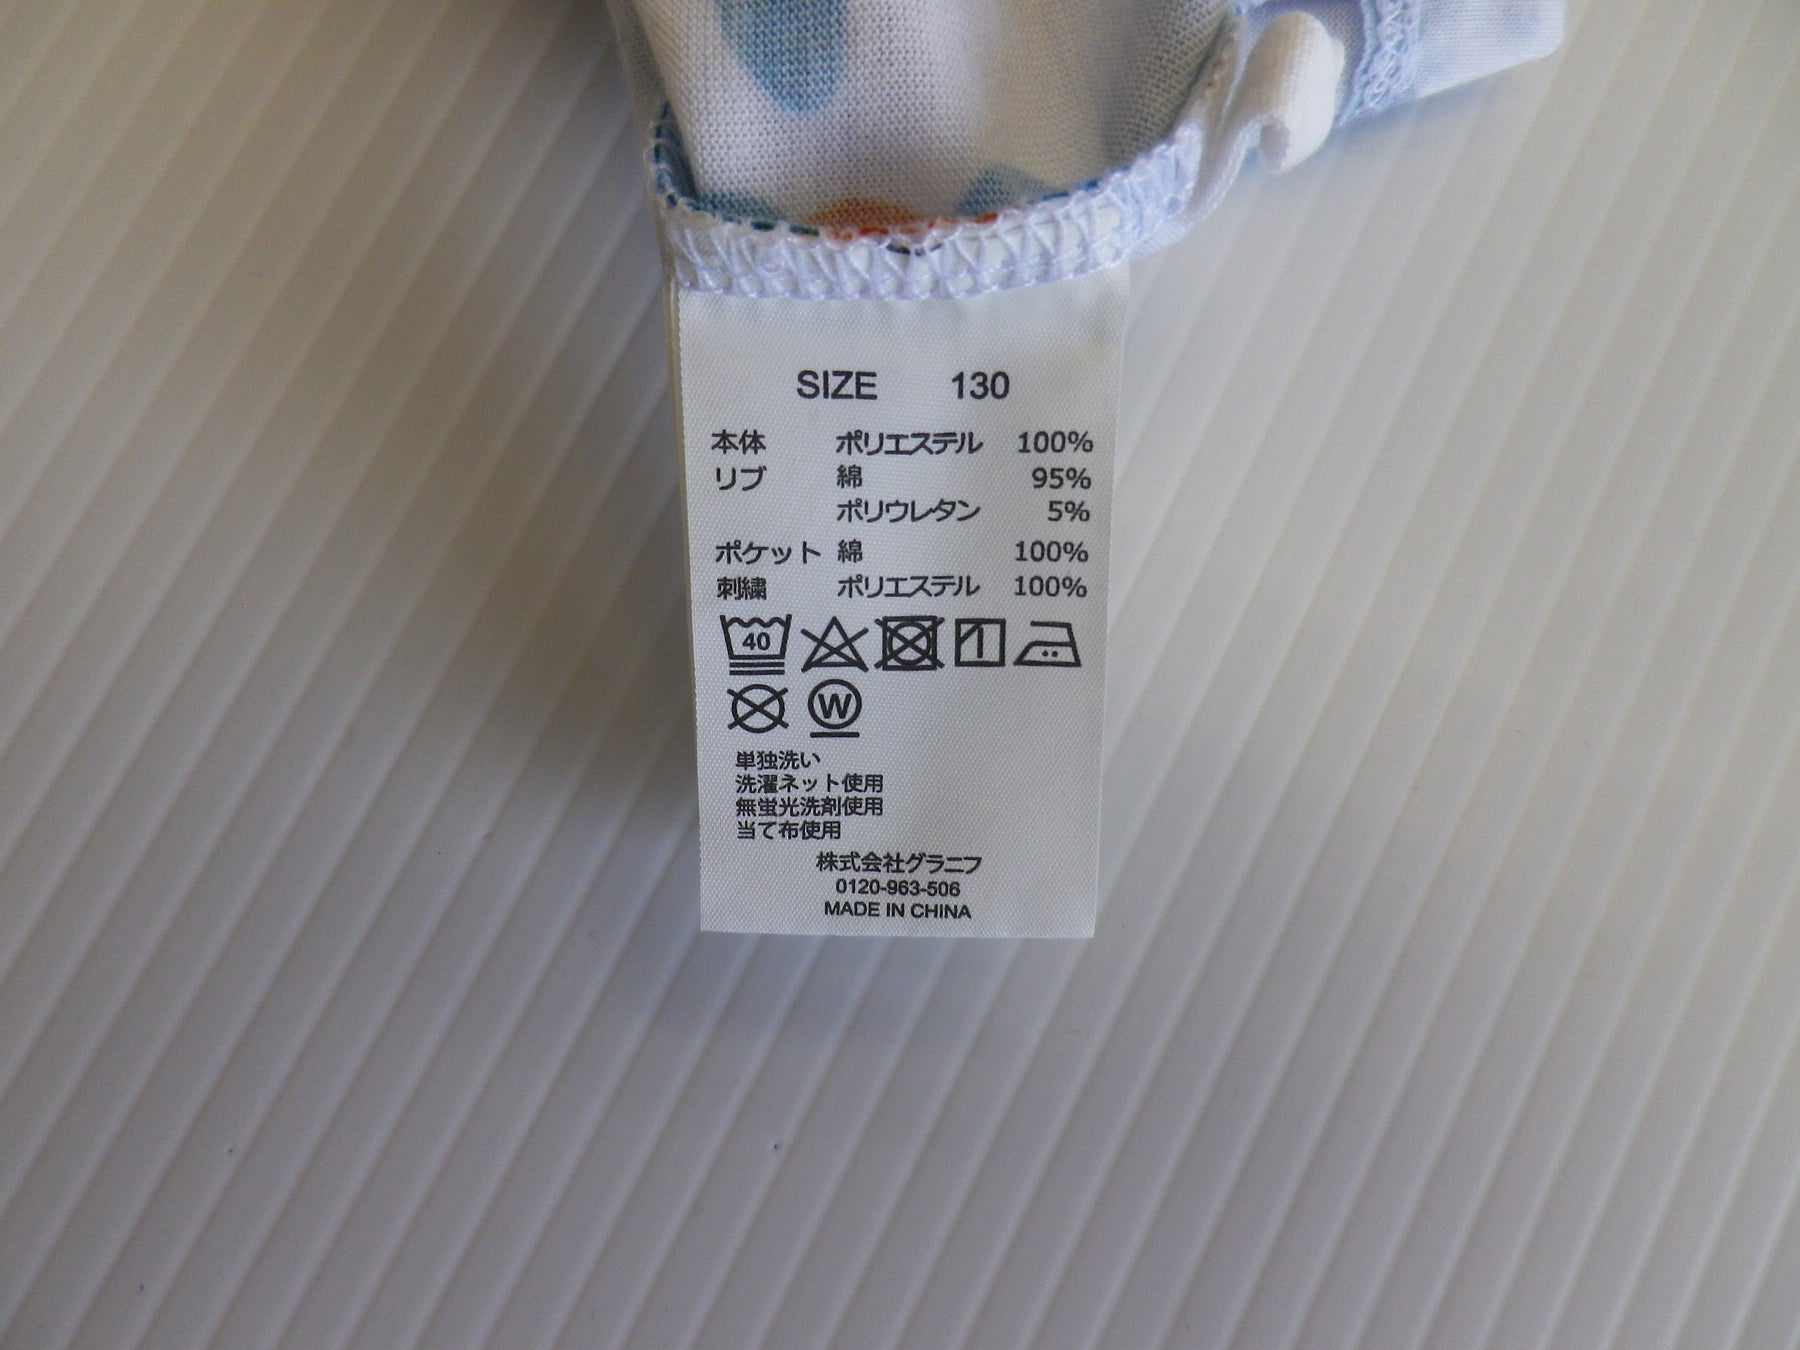 SIZE 130
本体 ポリエステル 100%
リブ 綿 95%
ポリウレタン 5%
ポケット 綿 100%
刺繍 ポリエステル 100%
40
W
単独洗い
洗濯ネット使用
無蛍光洗剤使用
当て布使用
株式会社グラニフ
0120-963-506
MADE IN CHINA